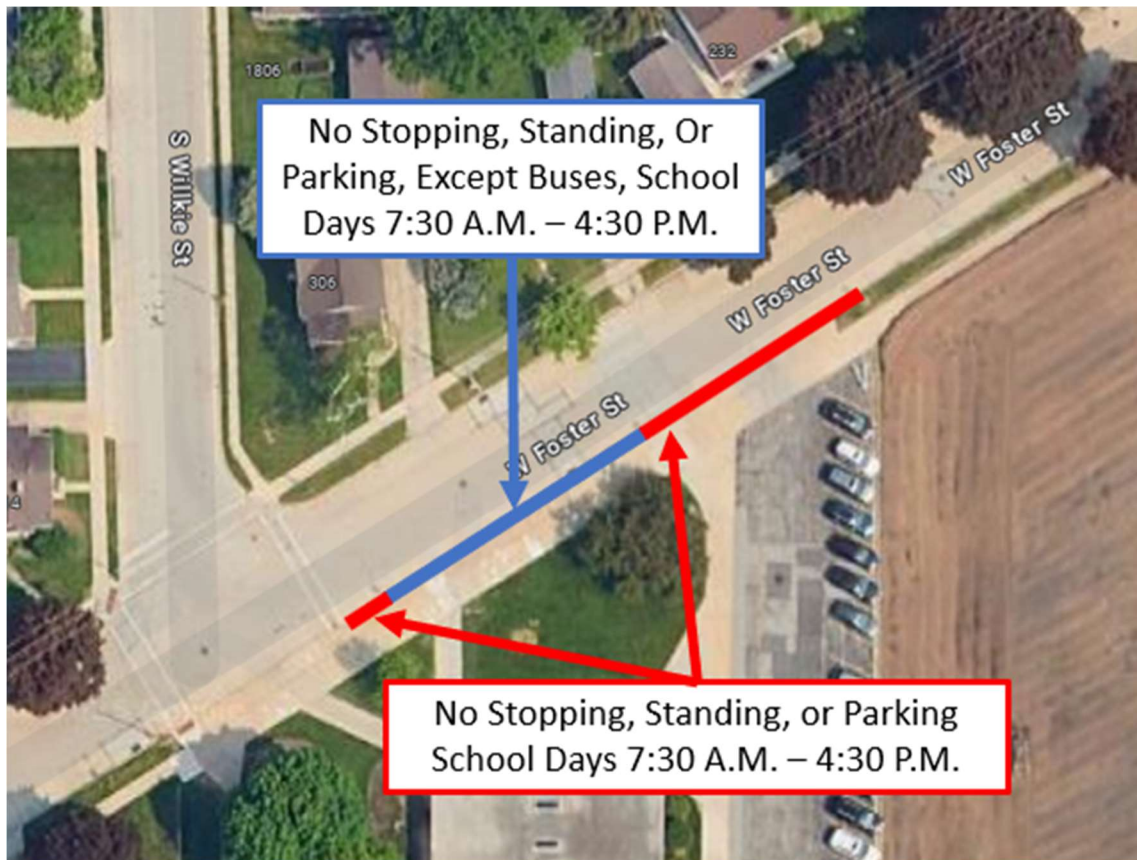 232
1806
No Stopping, Standing, Or
Parking, Except Buses, School
Days 7:30 A.M. – 4:30 P.M.
S Wilkie St
W Foster St
306
W Foster St
W Foster St
4
No Stopping, Standing, or Parking
School Days 7:30 A.M. – 4:30 P.M.